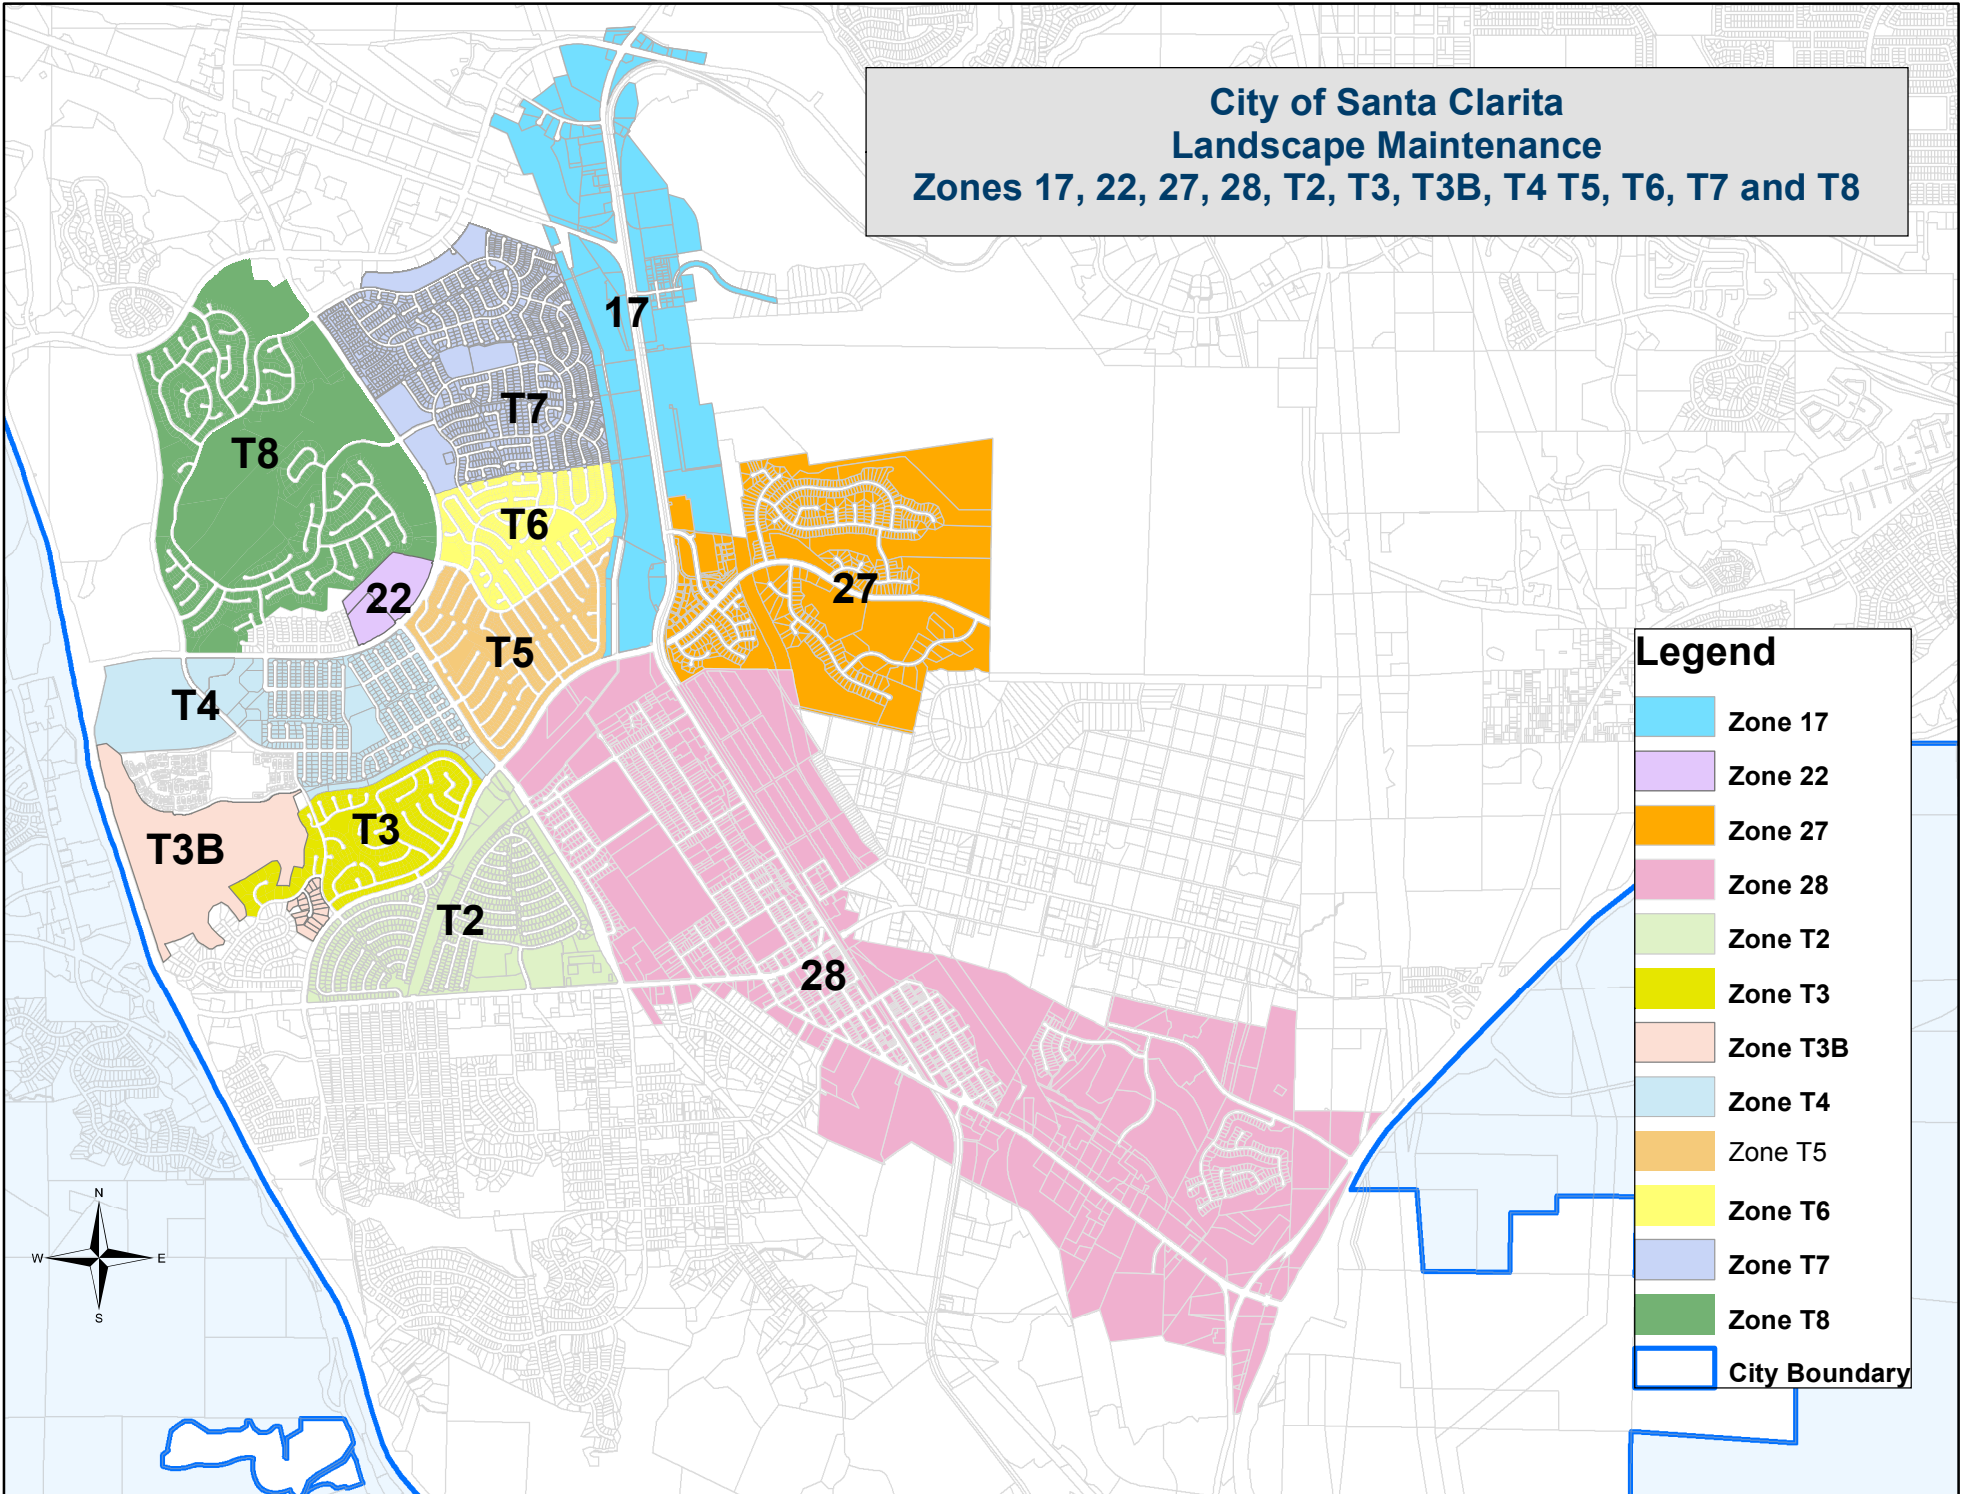 City of Santa Clarita
Landscape Maintenance
Zones 17, 22, 27, 28, T2, T3, T3B, T4 T5, T6, T7 and T8
17
T7
T8
T6
27
22
T5
T4
T3
T3B
T2
28
Legend
Zone 17
Zone 22
Zone 27
Zone 28
Zone T2
Zone T3
Zone T3B
Zone T4
Zone T5
Zone T6
Zone T7
Zone T8
City Boundary
N
W
E
S